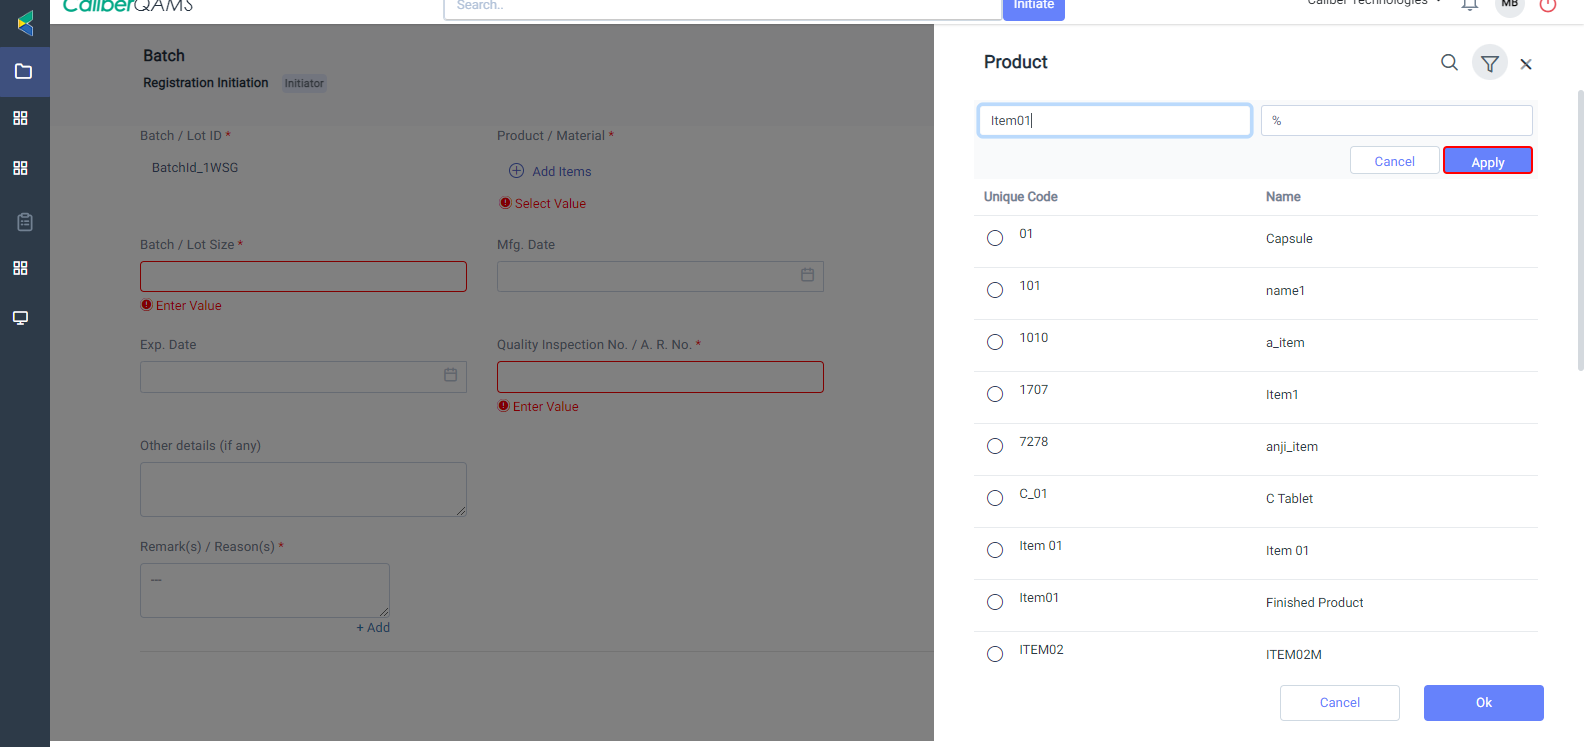 CaliberQAMS
Search..
Initiate
Caliber Technologies
MB
Batch
Registration Initiation Initiator
Batch / Lot ID *
BatchId_1WSG
Product / Material *
Add Items
Select Value
Batch / Lot Size *
Enter Value
Mfg. Date
Exp. Date
Quality Inspection No. / A. R. No. *
Enter Value
Other details (if any)
Remark(s) / Reason(s) *
---
+ Add
Product
Item01
%
Cancel
Apply
Unique Code Name
01 Capsule
101 name1
1010 a_item
1707 Item1
7278 anji_item
C_01 C Tablet
Item 01 Item 01
Item01 Finished Product
ITEM02 ITEM02M
Cancel
Ok